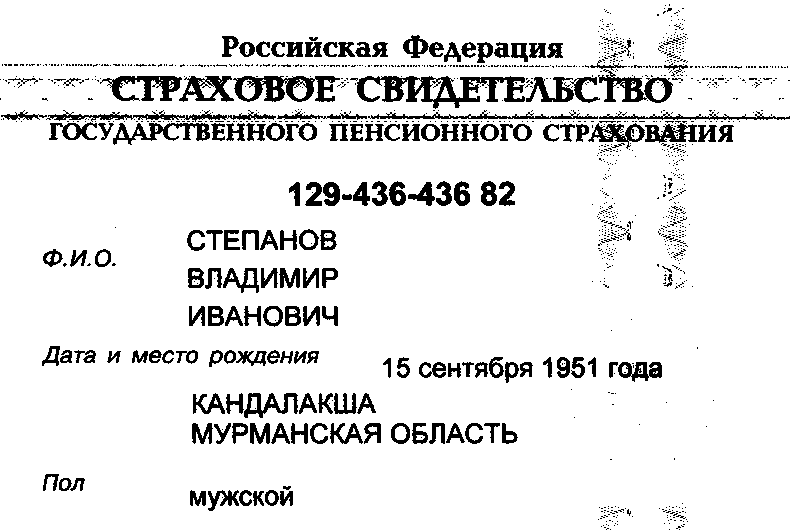 Российская Федерация
СТРАХОВОЕ СВИДЕТЕЛЬСТВО
ГОСУДАРСТВЕННОГО ПЕНСИОННОГО СТРАХОВАНИЯ
129-436-436 82
Ф.И.О.
СТЕПАНОВ
ВЛАДИМИР
ИВАНОВИЧ
Дата и место рождения
15 сентября 1951 года
КАНДАЛАКША
МУРМАНСКАЯ ОБЛАСТЬ
Пол
мужской